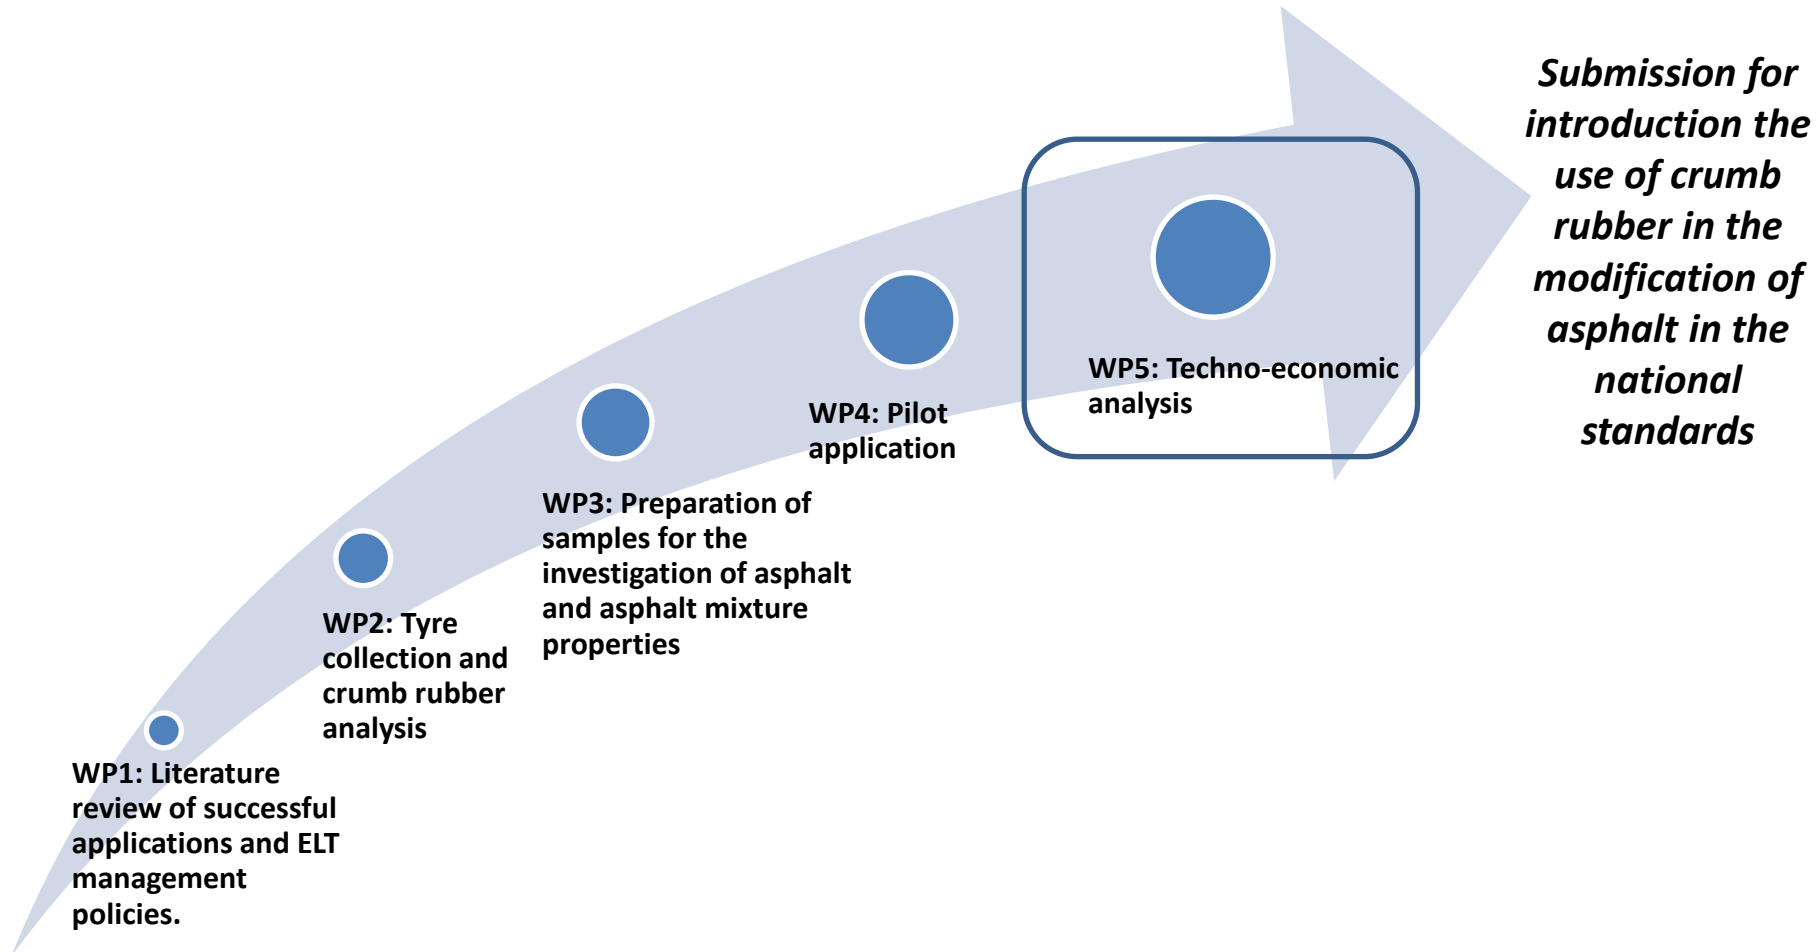 WP1: Literature
review of successful
applications and ELT
management
policies.
WP2: Tyre
collection and
crumb rubber
analysis
WP3: Preparation of
samples for the
investigation of asphalt
and asphalt mixture
properties
WP4: Pilot
application
WP5: Techno-economic
analysis
Submission for
introduction the
use of crumb
rubber in the
modification of
asphalt in the
national
standards